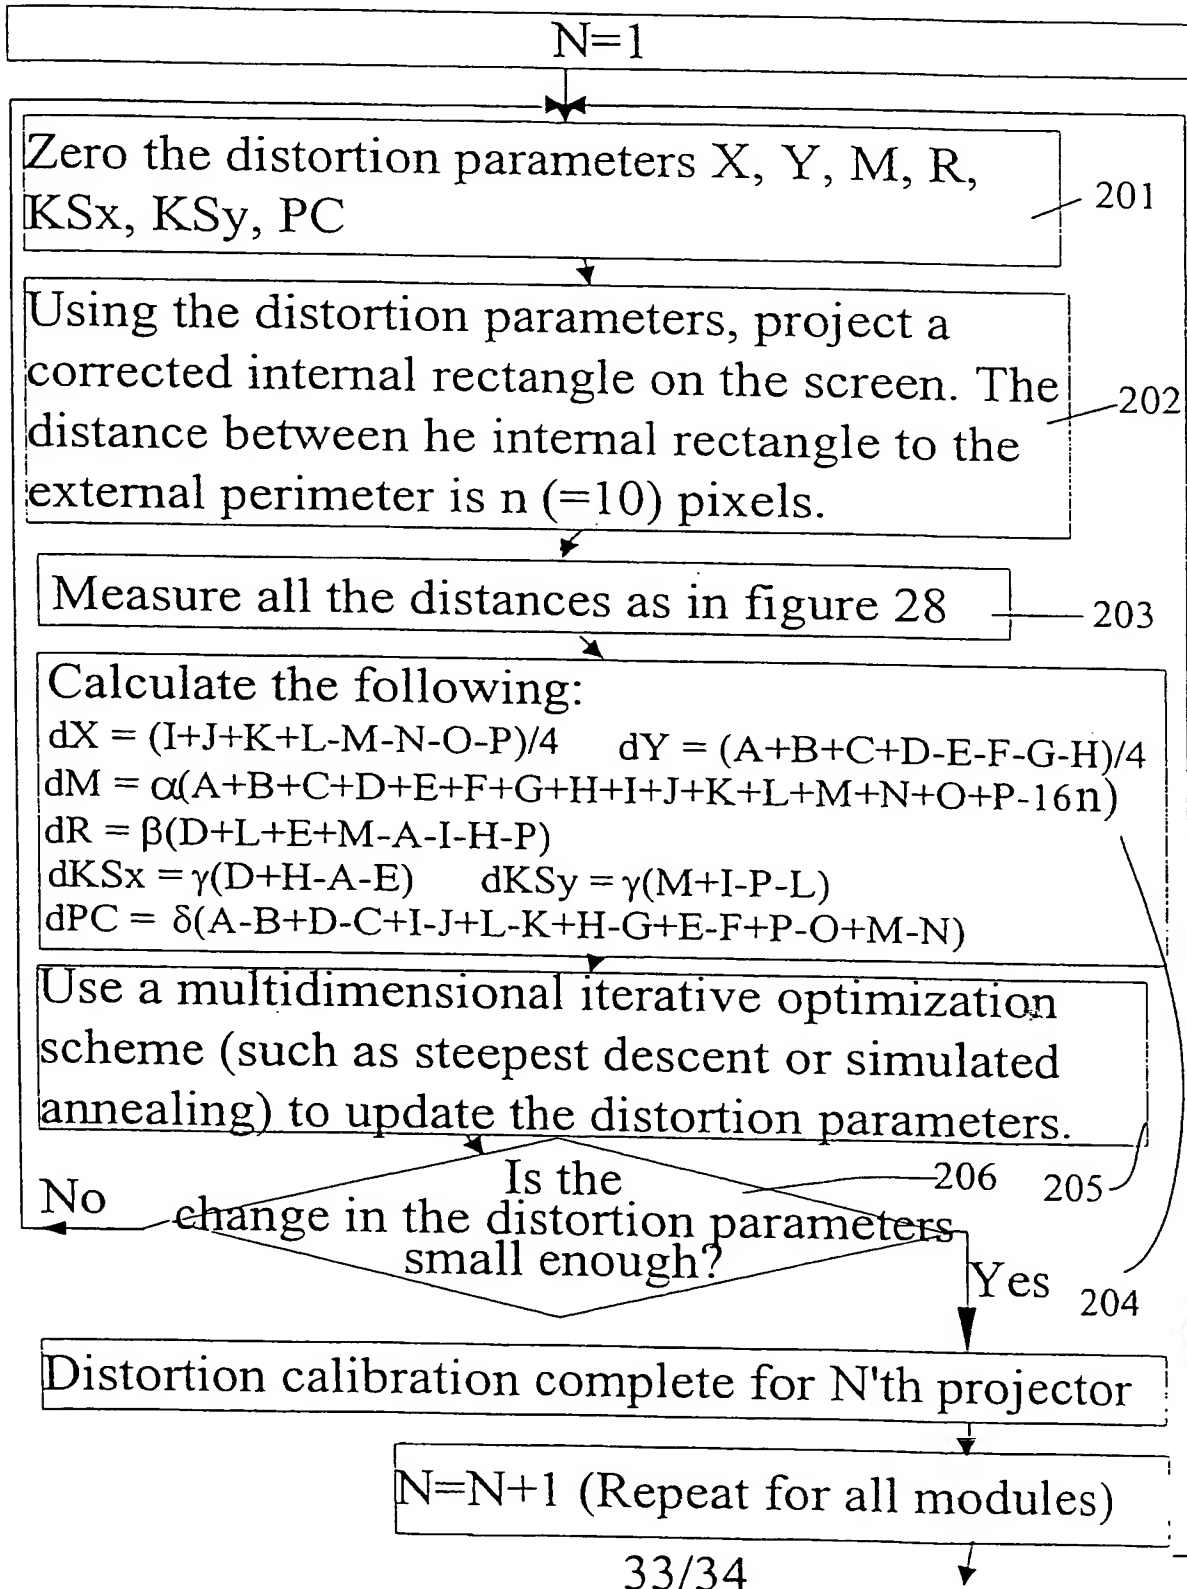 N=1
Zero the distortion parameters X, Y, M, R,
KSx, KSy, PC
201
Using the distortion parameters, project a
corrected internal rectangle on the screen. The
distance between he internal rectangle to the
external perimeter is n (=10) pixels.
202
Measure all the distances as in figure 28
203
Calculate the following:
dX = (I+J+K+L-M-N-O-P)/4 dY = (A+B+C+D-E-F-G-H)/4
dM = α(A+B+C+D+E+F+G+H+I+J+K+L+M+N+O+P-16n)
dR = β(D+L+E+M-A-I-H-P)
dKSx = γ(D+H-A-E) dKSy = γ(M+I-P-L)
dPC = δ(A-B+D-C+I-J+L-K+H-G+E-F+P-O+M-N)
Use a multidimensional iterative optimization
scheme (such as steepest descent or simulated
annealing) to update the distortion parameters.
Is the
change in the distortion parameters
small enough?
206
205
No
Yes
204
Distortion calibration complete for N'th projector
N=N+1 (Repeat for all modules)
33/34